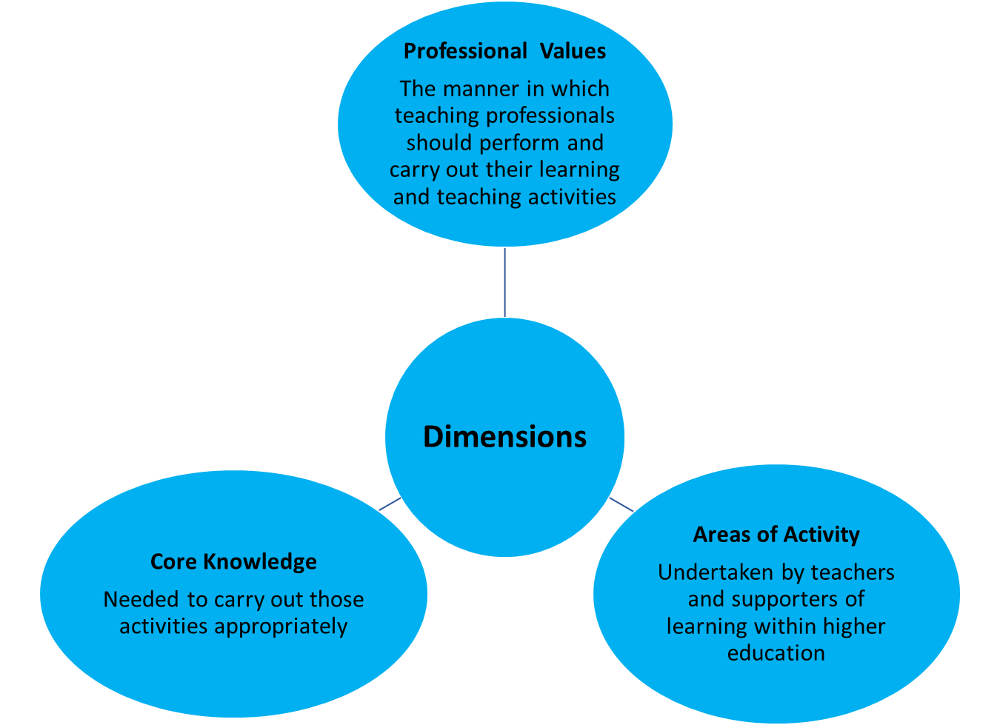 Professional  Values
The manner in which
teaching professionals
should perform and
carry out their learning
and teaching activities
Dimensions
Core Knowledge
Needed to carry out those
activities appropriately
Areas of Activity
Undertaken by teachers
and supporters of
learning within higher
education